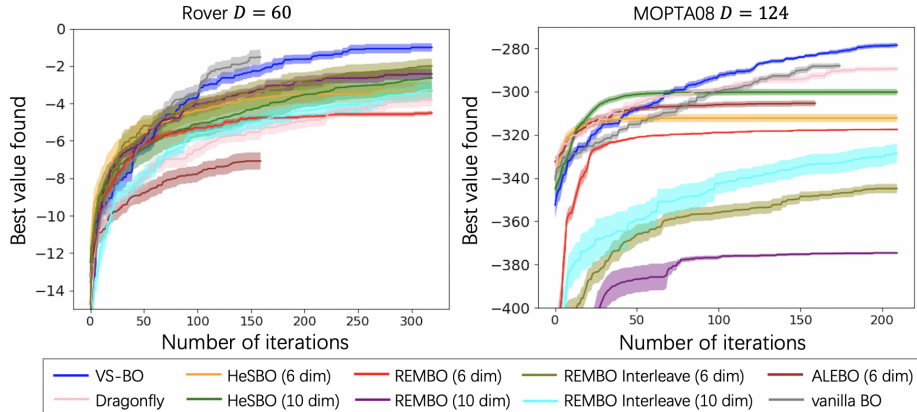 Rover D = 60
MOPTA08 D = 124
Best value found
0
−2
−4
−6
−8
−10
−12
−14
0 50 100 150 200 250 300
Number of iterations
Best value found
−280
−300
−320
−340
−360
−380
−400
0 50 100 150 200
Number of iterations
VS-BO HeSBO (6 dim) REMBO (6 dim) REMBO Interleave (6 dim) ALEBO (6 dim)
Dragonfly HeSBO (10 dim) REMBO (10 dim) REMBO Interleave (10 dim) vanilla BO